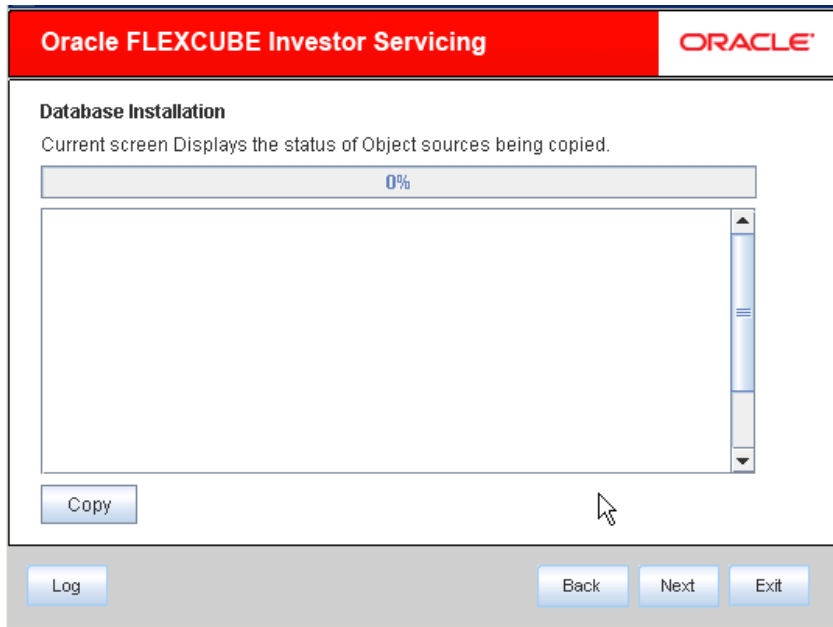 Oracle FLEXCUBE Investor Servicing
ORACLE
Database Installation
Current screen Displays the status of Object sources being copied.
0%
Copy
Log
Back
Next
Exit